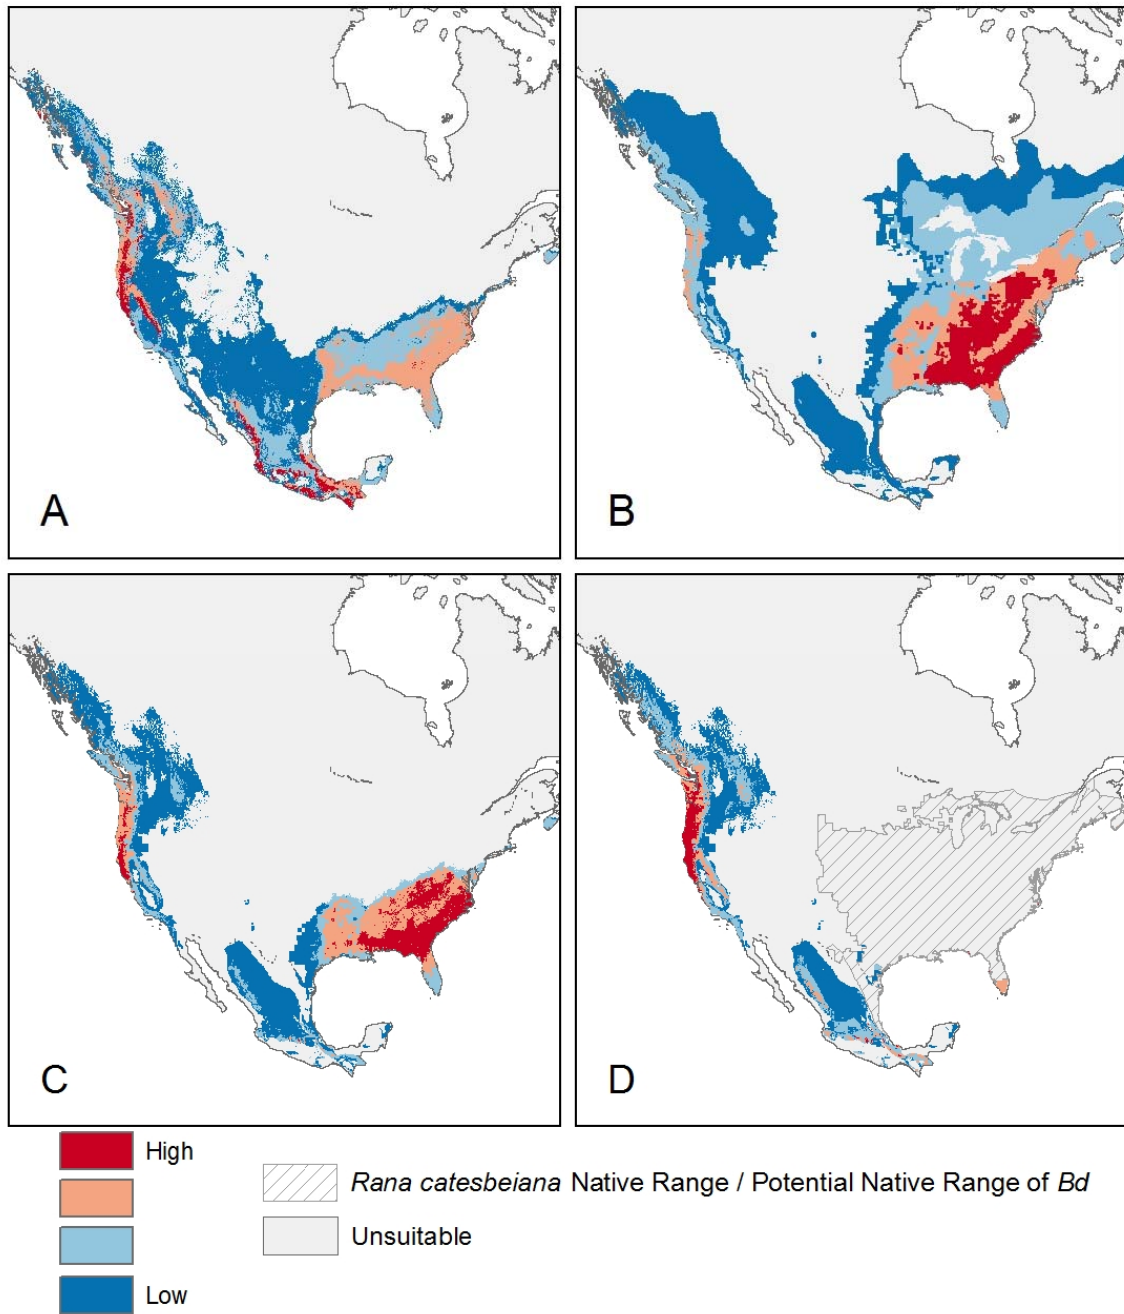 A
B
C
D
High
Rana catesbeiana Native Range / Potential Native Range of Bd
Unsuitable
Low